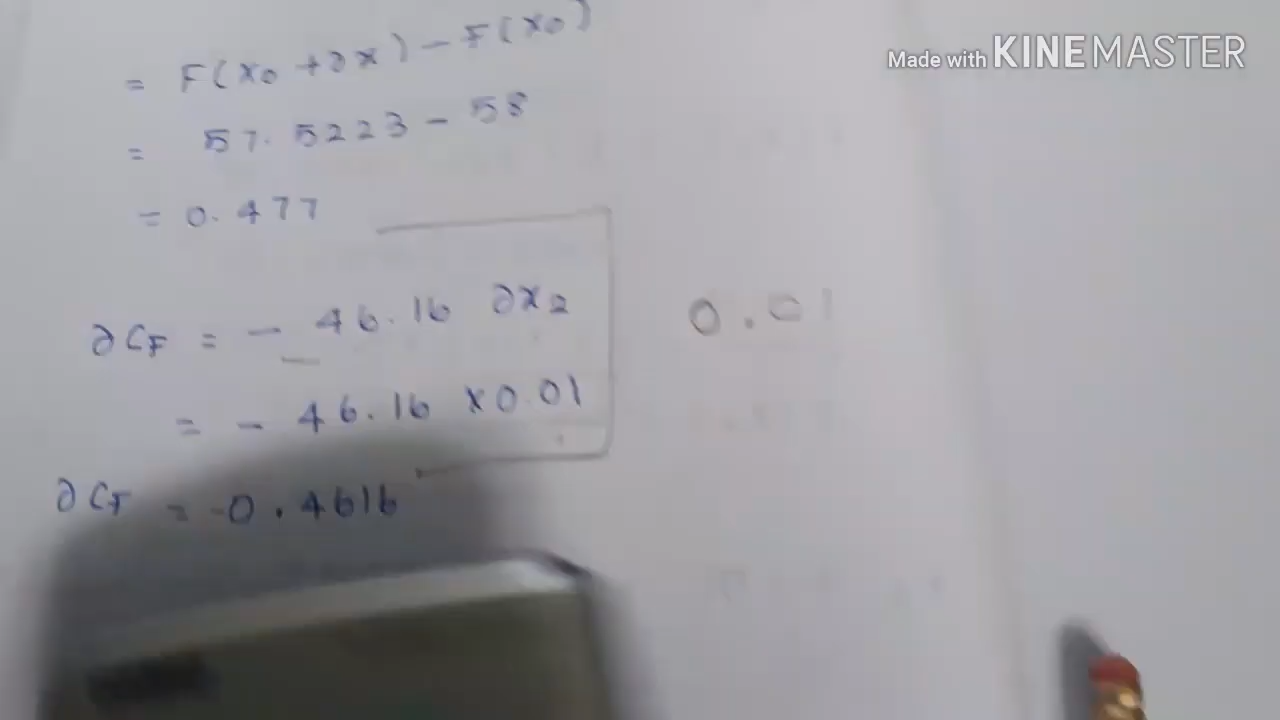 = F(x₀ + ∂x) - F(x₀)
Made with KINEMASTER
= 57.5223 - 58
= 0.477
∂CF = - 46.16 ∂x₂
0.01
= - 46.16 x 0.01
∂CF = -0.4616